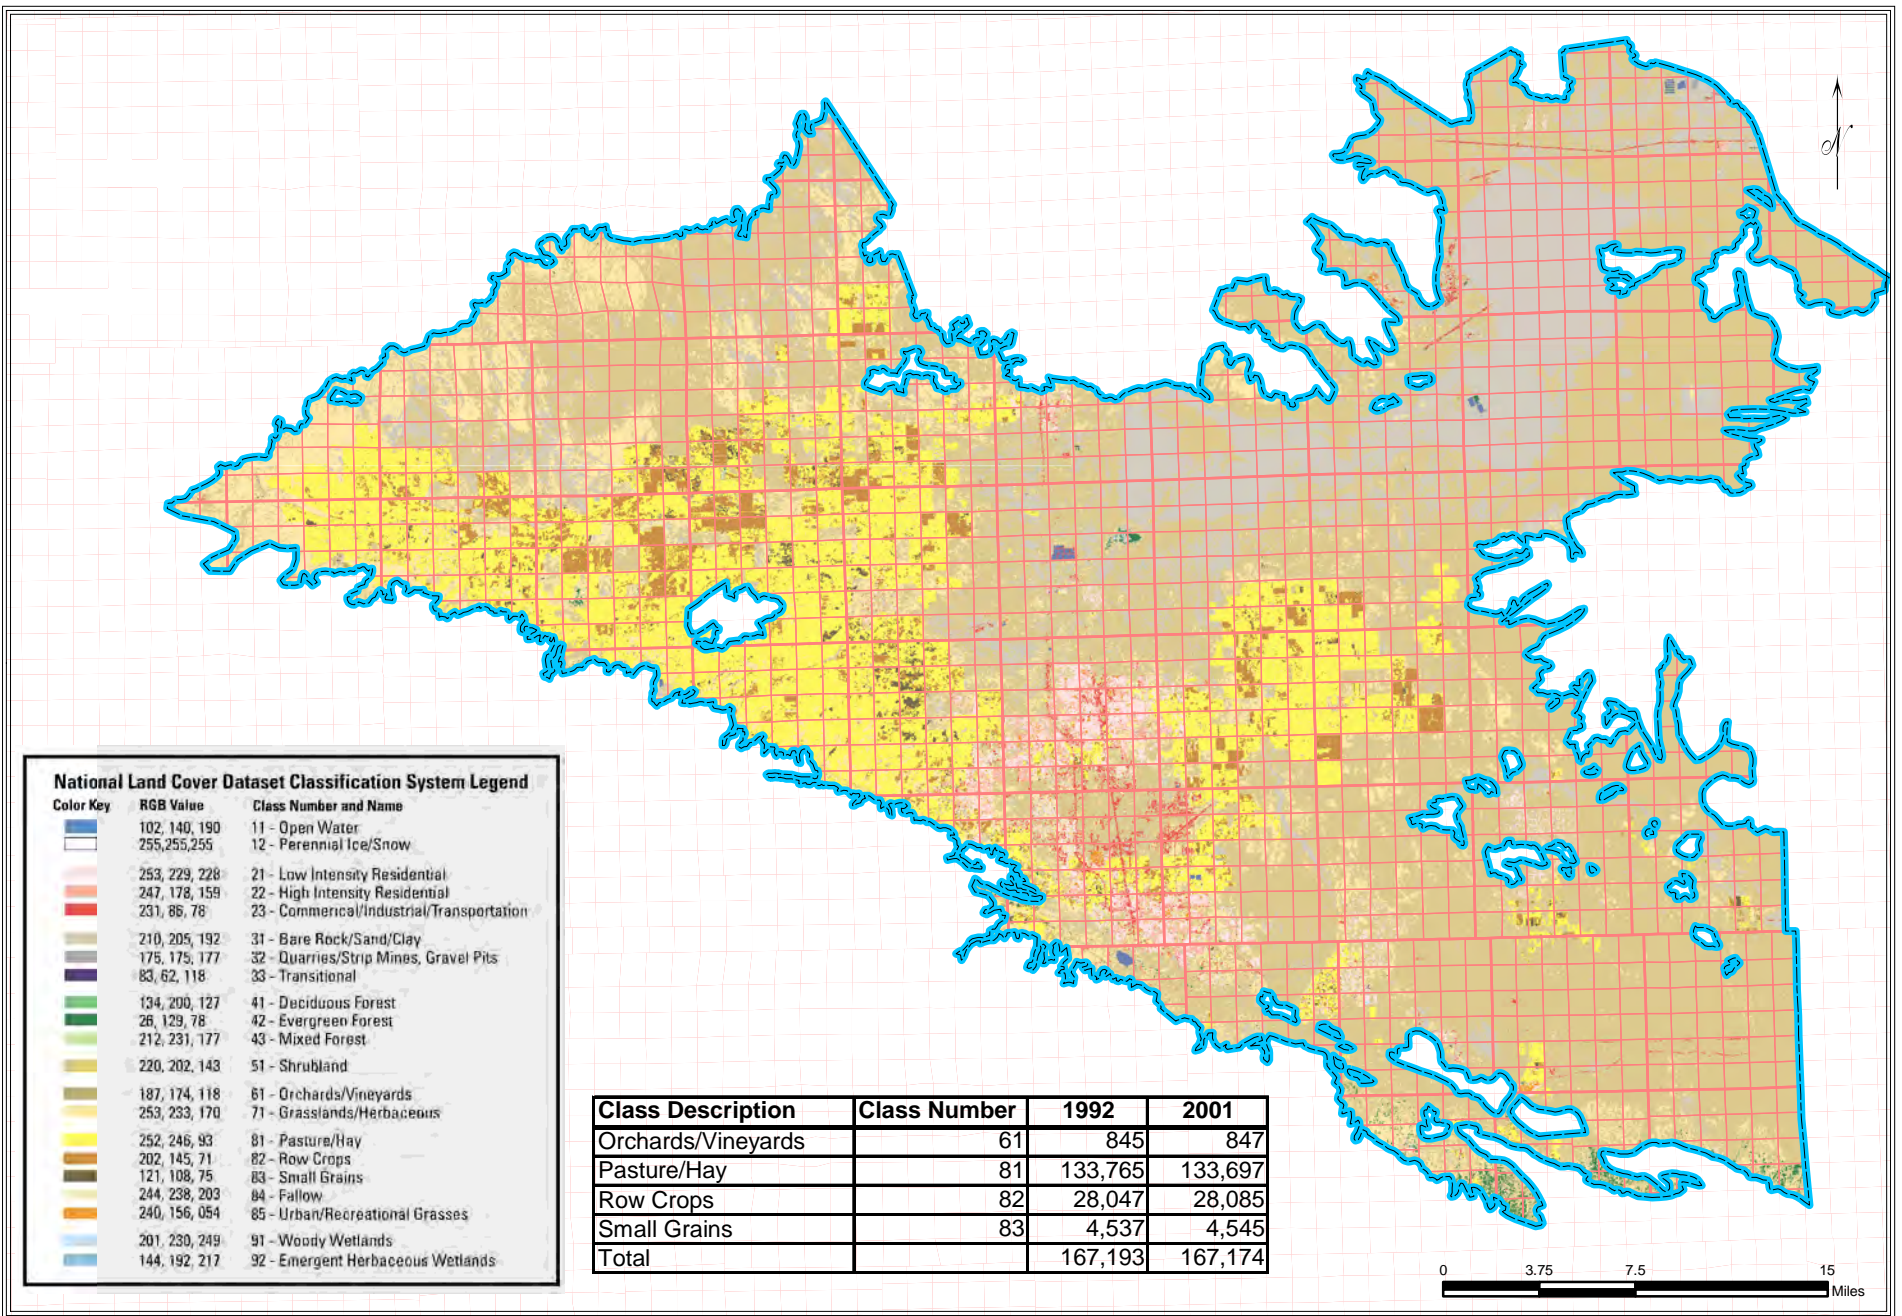 N
National Land Cover Dataset Classification System Legend
Color Key RGB Value Class Number and Name
102, 140, 190 11 - Open Water
255,255,255 12 - Perennial Ice/Snow
253, 229, 228 21 - Low Intensity Residential
247, 178, 159 22 - High Intensity Residential
231, 86, 78 23 - Commerical/Industrial/Transportation
210, 205, 192 31 - Bare Rock/Sand/Clay
175, 175, 177 32 - Quarries/Strip Mines, Gravel Pits
83, 62, 118 33 - Transitional
134, 200, 127 41 - Deciduous Forest
26, 129, 78 42 - Evergreen Forest
212, 231, 177 43 - Mixed Forest
220, 202, 143 51 - Shrubland
187, 174, 118 61 - Orchards/Vineyards
253, 233, 170 71 - Grasslands/Herbaceous
252, 246, 93 81 - Pasture/Hay
202, 145, 71 82 - Row Crops
121, 108, 75 83 - Small Grains
244, 238, 203 84 - Fallow
240, 156, 054 85 - Urban/Recreational Grasses
201, 230, 249 91 - Woody Wetlands
144, 192, 217 92 - Emergent Herbaceous Wetlands
Class Description Class Number 1992 2001
Orchards/Vineyards 61 845 847
Pasture/Hay 81 133,765 133,697
Row Crops 82 28,047 28,085
Small Grains 83 4,537 4,545
Total 167,193 167,174
0 3.75 7.5 15
Miles